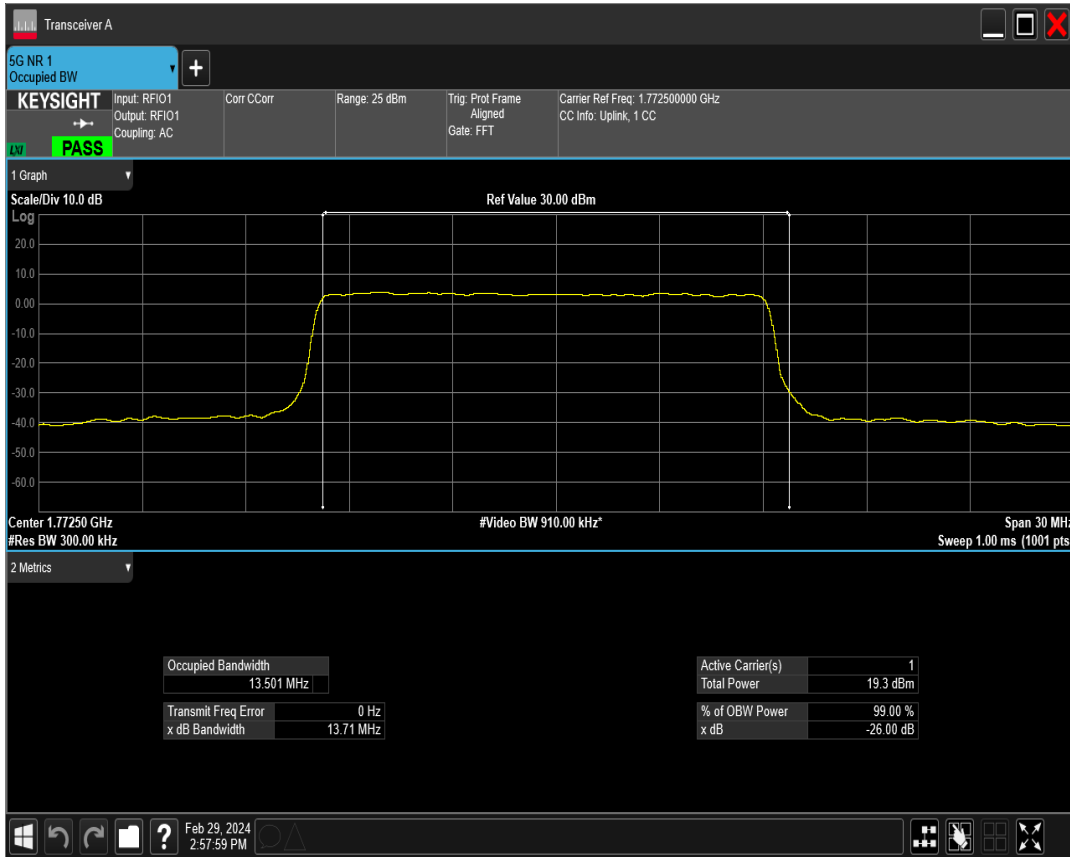 Transceiver A
5G NR 1
Occupied BW
+
KEYSIGHT
LXI
PASS
Input: RFIO1
Output: RFIO1
Coupling: AC
Corr CCorr
Range: 25 dBm
Trig: Prot Frame
Aligned
Gate: FFT
Carrier Ref Freq: 1.772500000 GHz
CC Info: Uplink, 1 CC
1 Graph
Scale/Div 10.0 dB
Ref Value 30.00 dBm
Log
20.0
10.0
0.00
-10.0
-20.0
-30.0
-40.0
-50.0
-60.0
Center 1.77250 GHz
#Video BW 910.00 kHz*
Span 30 MHz
#Res BW 300.00 kHz
Sweep 1.00 ms (1001 pts
2 Metrics
Occupied Bandwidth
13.501 MHz
Transmit Freq Error 0 Hz
x dB Bandwidth 13.71 MHz
Active Carrier(s) 1
Total Power 19.3 dBm
% of OBW Power 99.00 %
x dB -26.00 dB
?
Feb 29, 2024
2:57:59 PM